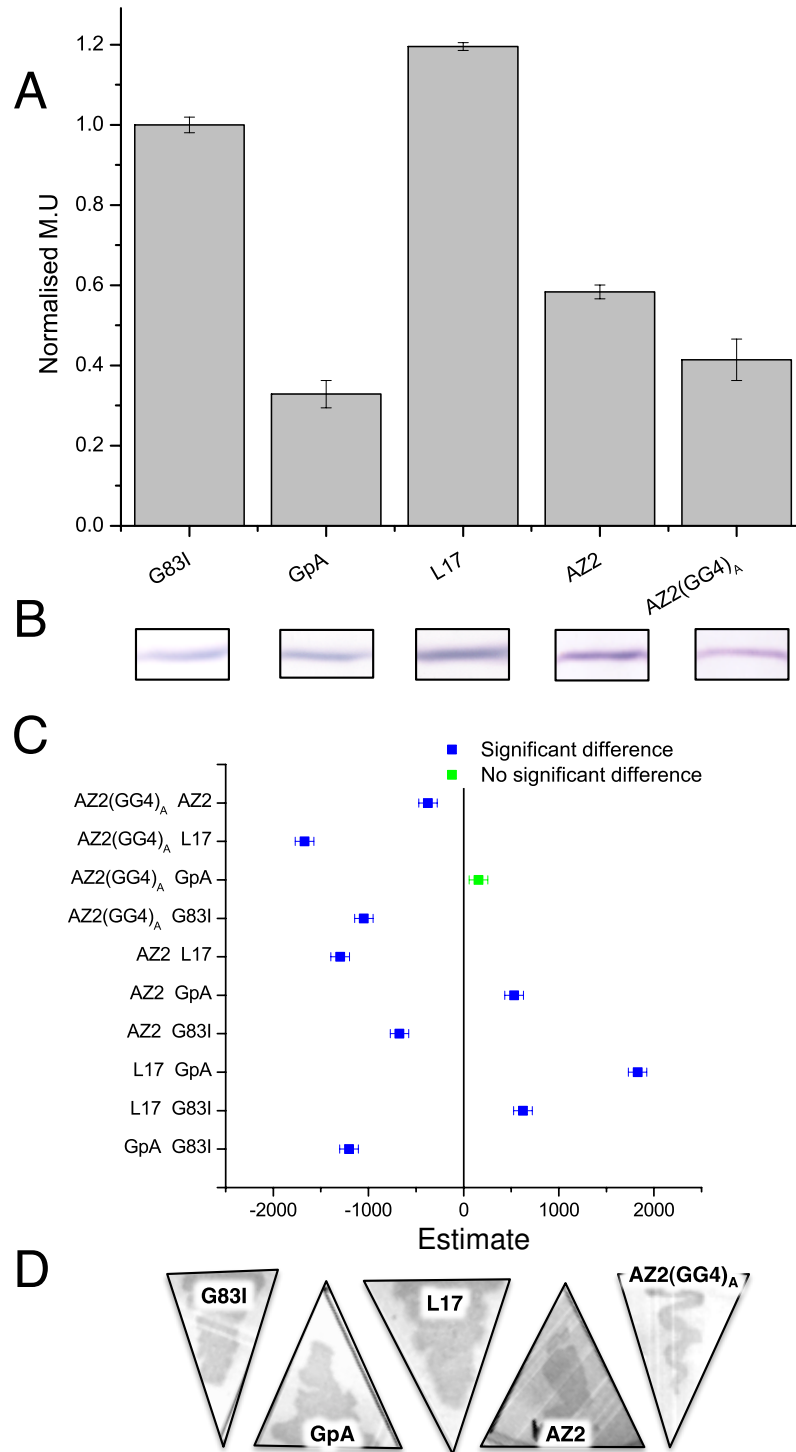 A
Normalised M.U
1.2
1.0
0.8
0.6
0.4
0.2
0.0
G83I
GpA
L17
AZ2
AZ2(GG4)A
B
C
Significant difference
No significant difference
AZ2(GG4)A AZ2
AZ2(GG4)A L17
AZ2(GG4)A GpA
AZ2(GG4)A G83I
AZ2 L17
AZ2 GpA
AZ2 G83I
L17 GpA
L17 G83I
GpA G83I
-2000 -1000 0 1000 2000
Estimate
D
G83I
GpA
L17
AZ2
AZ2(GG4)A